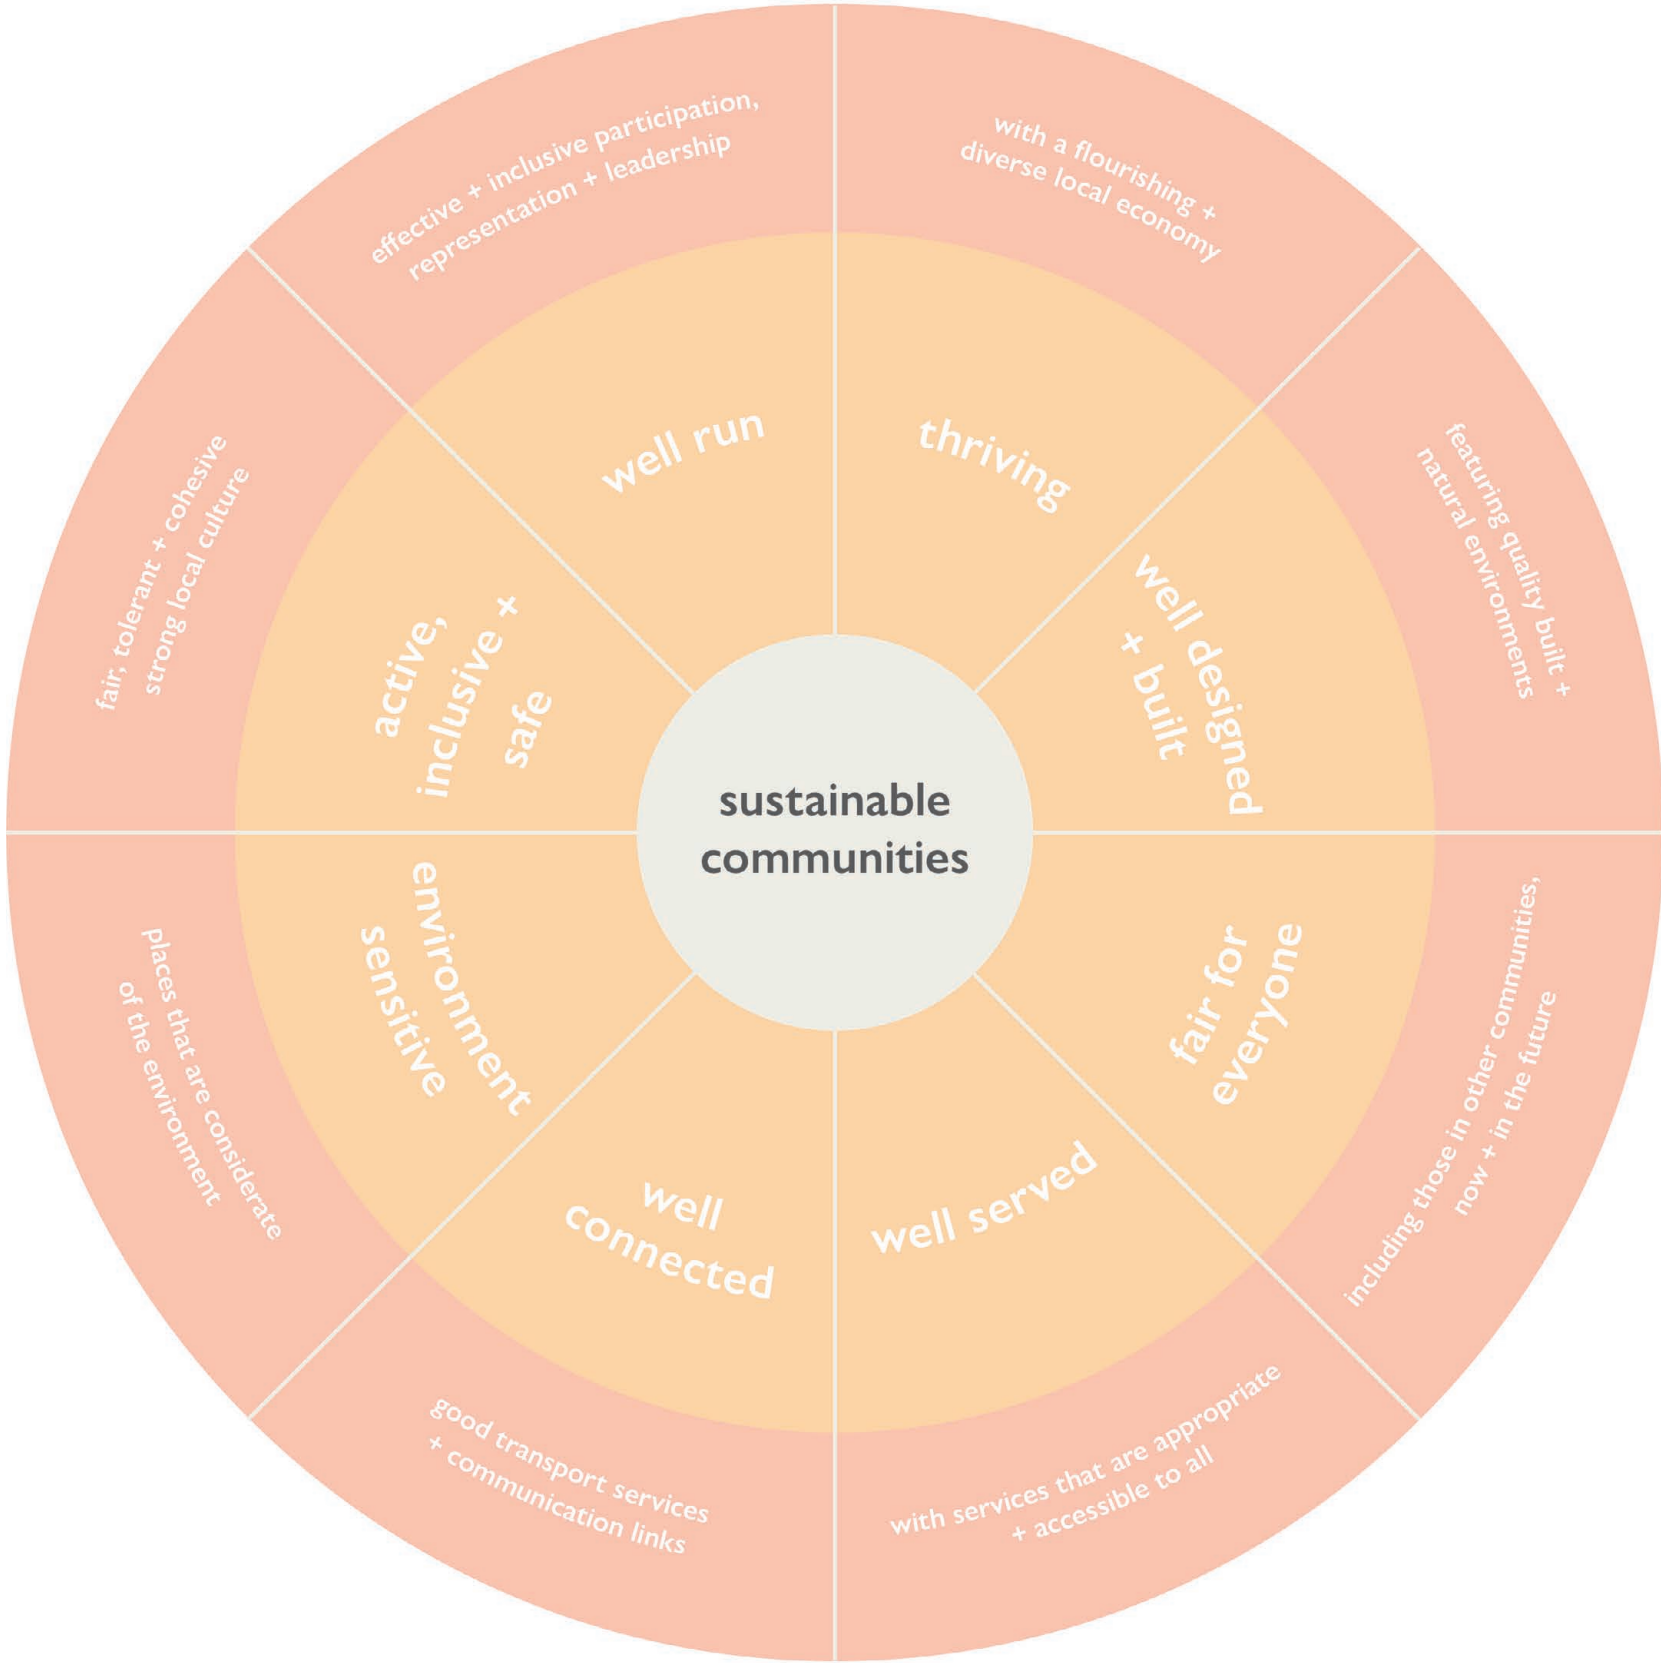 sustainable
communities
thriving
with a flourishing +
diverse local economy
well designed
+ built
featuring quality built +
natural environments
fair for
everyone
including those in other communities,
now + in the future
well served
with services that are appropriate
+ accessible to all
well
connected
good transport services
+ communication links
environment
sensitive
places that are considerate
of the environment
active,
inclusive +
safe
fair, tolerant + cohesive
strong local culture
well run
effective + inclusive participation,
representation + leadership